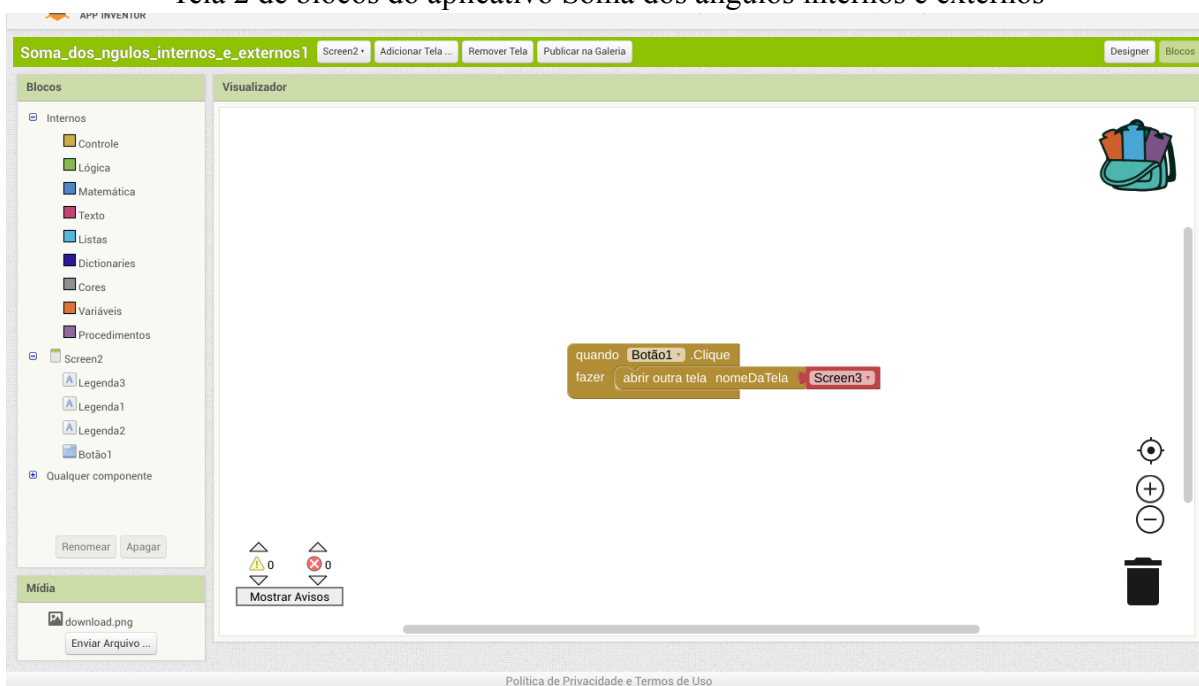 Tela 2 de blocos do aplicativo Soma dos ângulos internos e externos
APP INVENTOR
Soma_dos_ngulos_internos_e_externos1 Screen2 Adicionar Tela ... Remover Tela Publicar na Galeria Designer Blocos
Blocos
Visualizador
Internos
Controle
Lógica
Matemática
Texto
Listas
Dictionaries
Cores
Variáveis
Procedimentos
Screen2
Legenda3
Legenda1
Legenda2
Botão1
Qualquer componente
Renomear Apagar
quando Botão1 .Clique
fazer abrir outra tela nomeDaTela Screen3
0 0
Mostrar Avisos
Mídia
download.png
Enviar Arquivo ...
Política de Privacidade e Termos de Uso